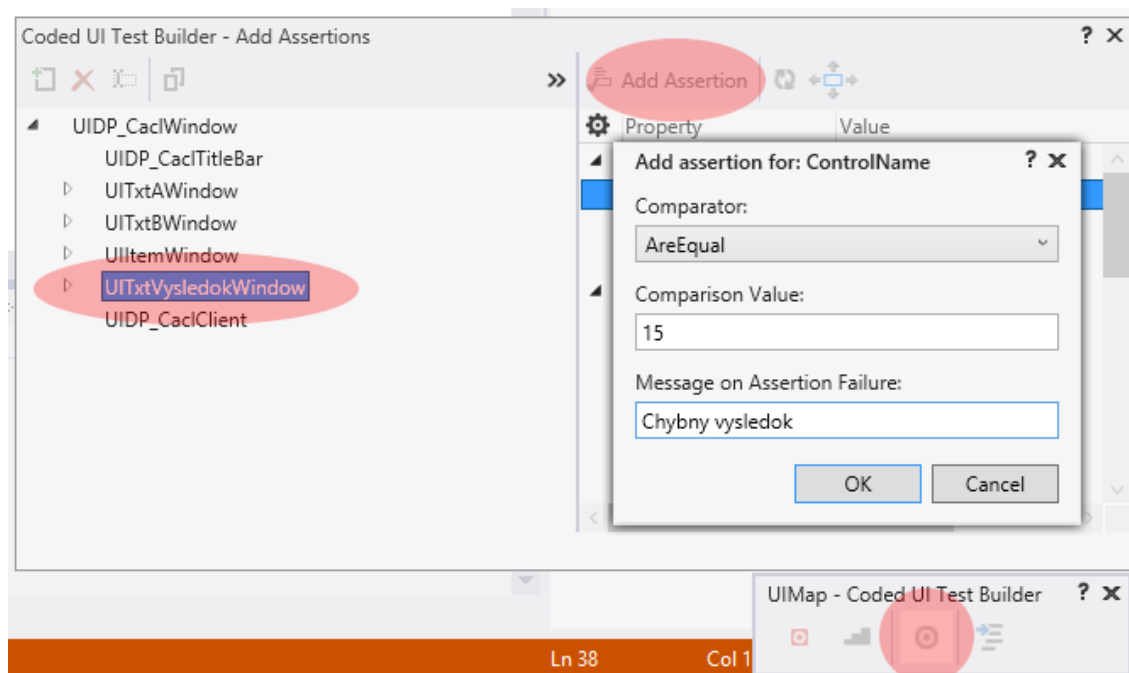 Coded UI Test Builder - Add Assertions
Add Assertion
UIDP_CaclWindow
UIDP_CaclTitleBar
UITxtAWindow
UITxtBWindow
UIItemWindow
UITxtVysledokWindow
UIDP_CaclClient
Property Value
Add assertion for: ControlName
Comparator:
AreEqual
Comparison Value:
15
Message on Assertion Failure:
Chybny vysledok
OK Cancel
UIMap - Coded UI Test Builder
Ln 38 Col 1